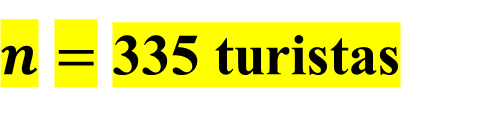 n = 335 turistas